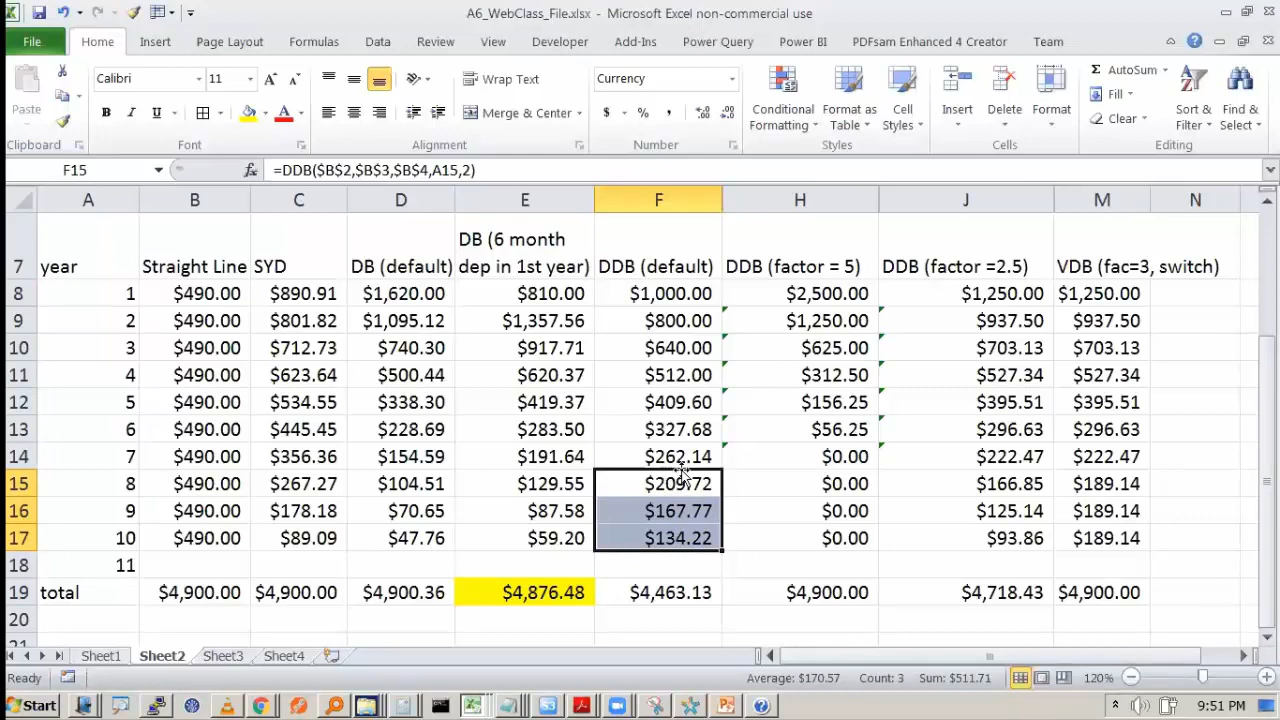 A6_WebClass_File.xlsx - Microsoft Excel non-commercial use
File Home Insert Page Layout Formulas Data Review View Developer Add-Ins Power Query Power BI PDFsam Enhanced 4 Creator Team
Paste Calibri 11 Wrap Text Currency Conditional Formatting Format as Table Cell Styles Insert Delete Format AutoSum Fill Clear Sort & Filter Find & Select
B I U Merge & Center $ % ,
Clipboard Font Alignment Number Styles Cells Editing
F15 fx =DDB($B$2,$B$3,$B$4,A15,2)
A B C D E F H J M N
7 year Straight Line SYD DB (default) DB (6 month dep in 1st year) DDB (default) DDB (factor = 5) DDB (factor =2.5) VDB (fac=3, switch)
8 1 $490.00 $890.91 $1,620.00 $810.00 $1,000.00 $2,500.00 $1,250.00 $1,250.00
9 2 $490.00 $801.82 $1,095.12 $1,357.56 $800.00 $1,250.00 $937.50 $937.50
10 3 $490.00 $712.73 $740.30 $917.71 $640.00 $625.00 $703.13 $703.13
11 4 $490.00 $623.64 $500.44 $620.37 $512.00 $312.50 $527.34 $527.34
12 5 $490.00 $534.55 $338.30 $419.37 $409.60 $156.25 $395.51 $395.51
13 6 $490.00 $445.45 $228.69 $283.50 $327.68 $56.25 $296.63 $296.63
14 7 $490.00 $356.36 $154.59 $191.64 $262.14 $0.00 $222.47 $222.47
15 8 $490.00 $267.27 $104.51 $129.55 $209.72 $0.00 $166.85 $189.14
16 9 $490.00 $178.18 $70.65 $87.58 $167.77 $0.00 $125.14 $189.14
17 10 $490.00 $89.09 $47.76 $59.20 $134.22 $0.00 $93.86 $189.14
18 11
19 total $4,900.00 $4,900.00 $4,900.36 $4,876.48 $4,463.13 $4,900.00 $4,718.43 $4,900.00
20
21
Sheet1 Sheet2 Sheet3 Sheet4
Ready Average: $170.57 Count: 3 Sum: $511.71 120%
Start 9:51 PM